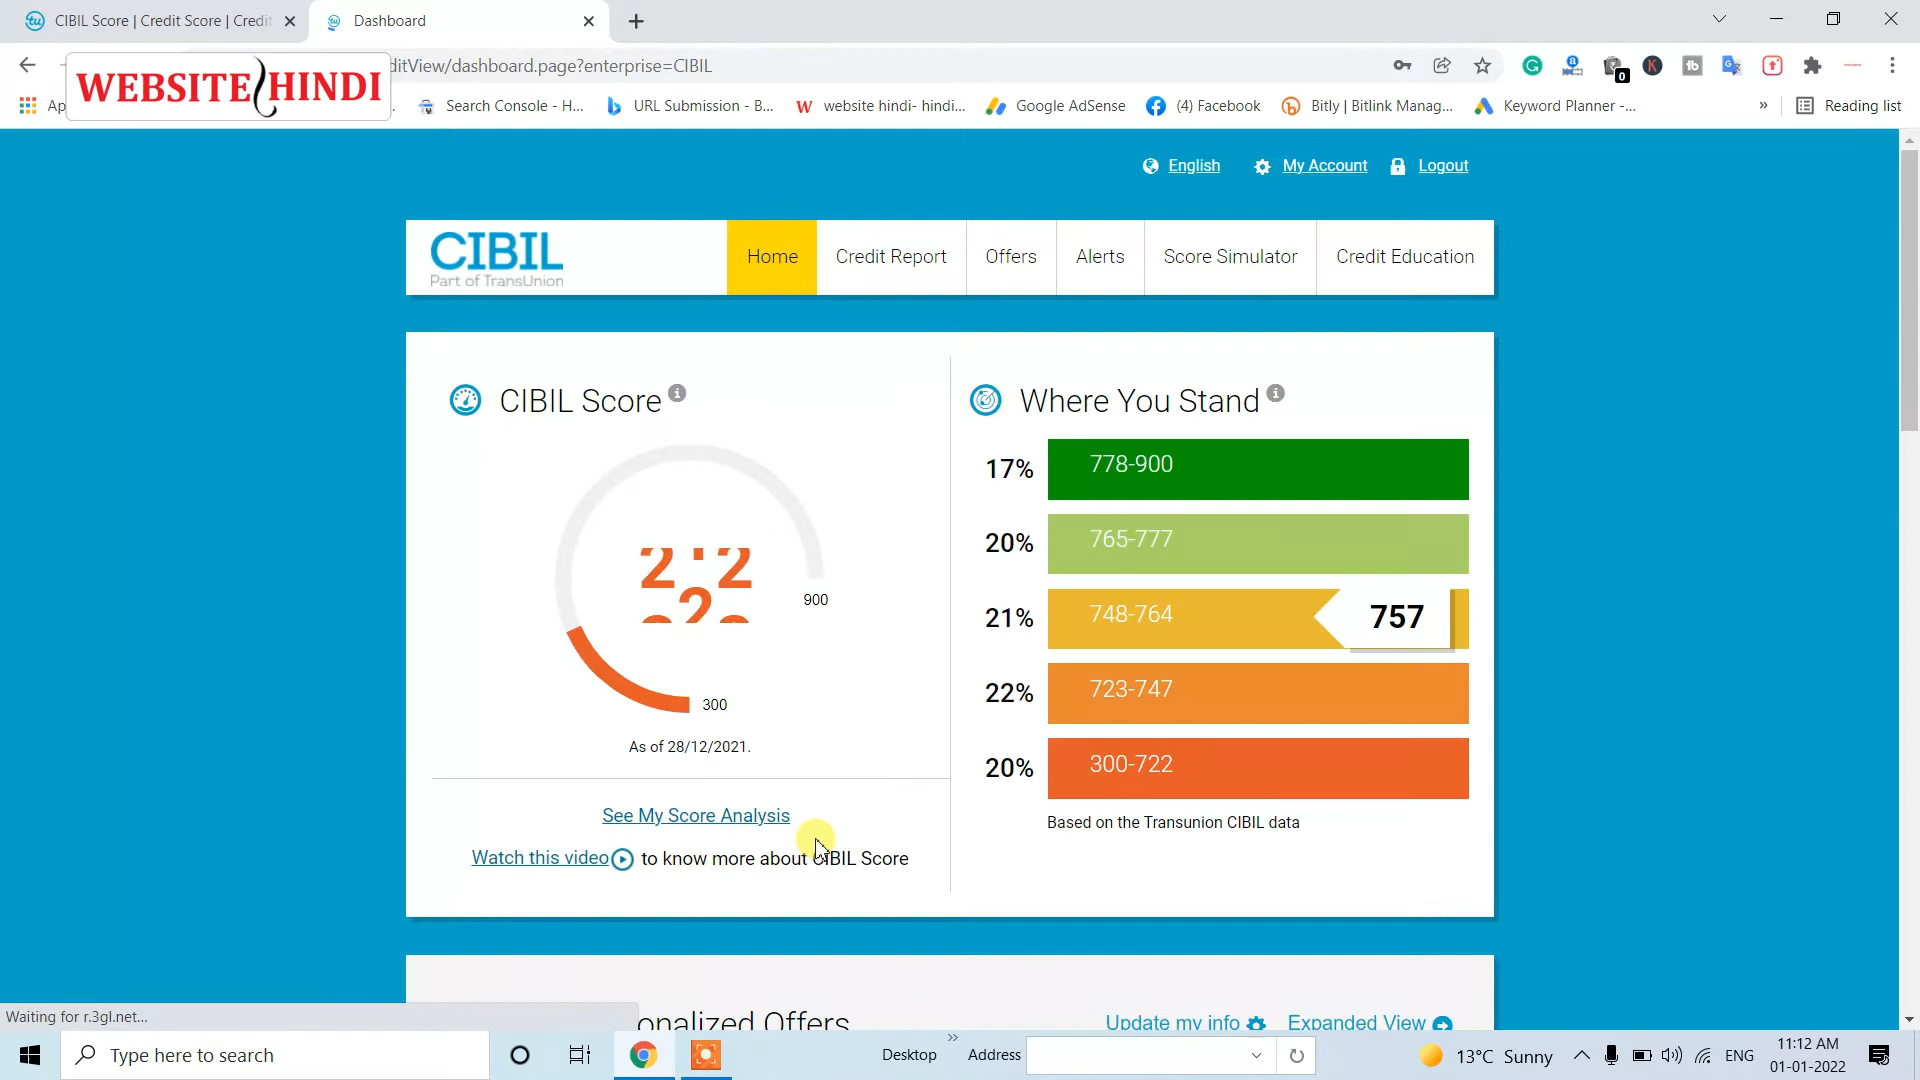 CIBIL Score | Credit Score | Credit
Dashboard
WEBSITE HINDI
ditView/dashboard.page?enterprise=CIBIL
0
Ap
Search Console - H...
URL Submission - B...
website hindi- hindi...
Google AdSense
(4) Facebook
Bitly | Bitlink Manag...
Keyword Planner -...
»
Reading list
English
My Account
Logout
CIBIL
Part of TransUnion
Home
Credit Report
Offers
Alerts
Score Simulator
Credit Education
CIBIL Score
900
300
As of 28/12/2021.
See My Score Analysis
Watch this video to know more about CIBIL Score
Where You Stand
17% 778-900
20% 765-777
21% 748-764 757
22% 723-747
20% 300-722
Based on the Transunion CIBIL data
onalized Offers
Update my info
Expanded View
Waiting for r.3gl.net...
Type here to search
Desktop
»
Address
13°C Sunny
ENG
11:12 AM
01-01-2022